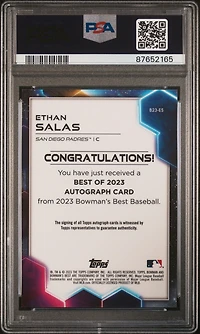 PSA
87652165
B23-ES
ETHAN
SALAS
SAN DIEGO PADRES™ | C
CONGRATULATIONS!
You have just received a
BEST OF 2023
AUTOGRAPH CARD
from 2023 Bowman's Best Baseball.
The signing of all Topps autograph cards is witnessed by
Topps representatives to guarantee authenticity.
Topps